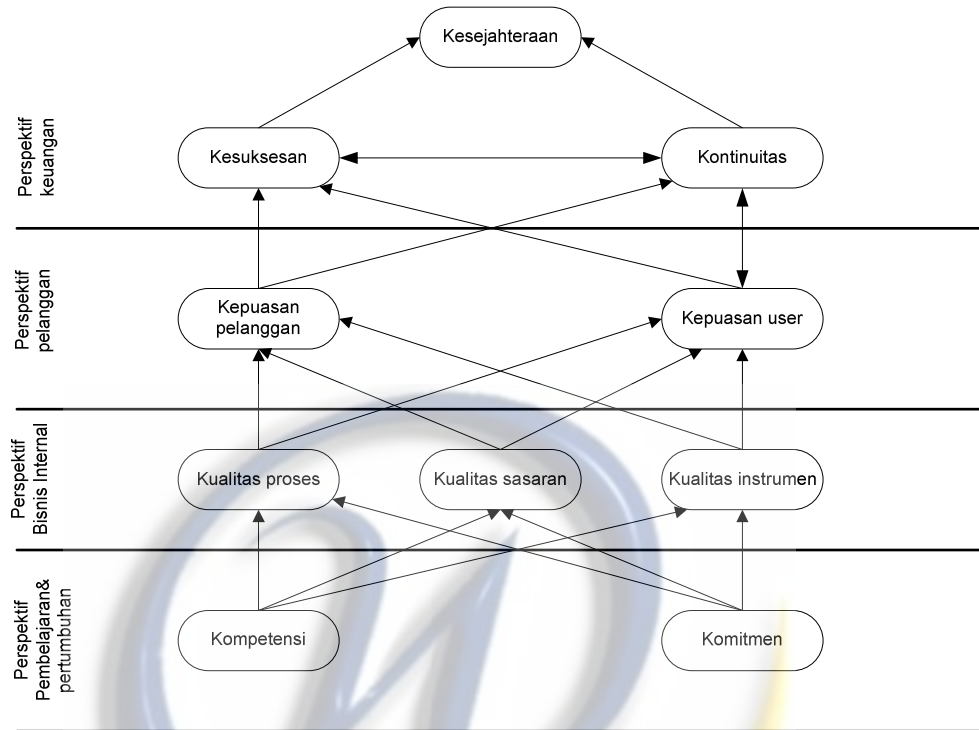 Kesejahteraan
Perspektif
keuangan
Kesuksesan
Kontinuitas
Perspektif
pelanggan
Kepuasan
pelanggan
Kepuasan user
Perspektif
Bisnis Internal
Kualitas proses
Kualitas sasaran
Kualitas instrumen
Perspektif
Pembelajaran&
pertumbuhan
Kompetensi
Komitmen